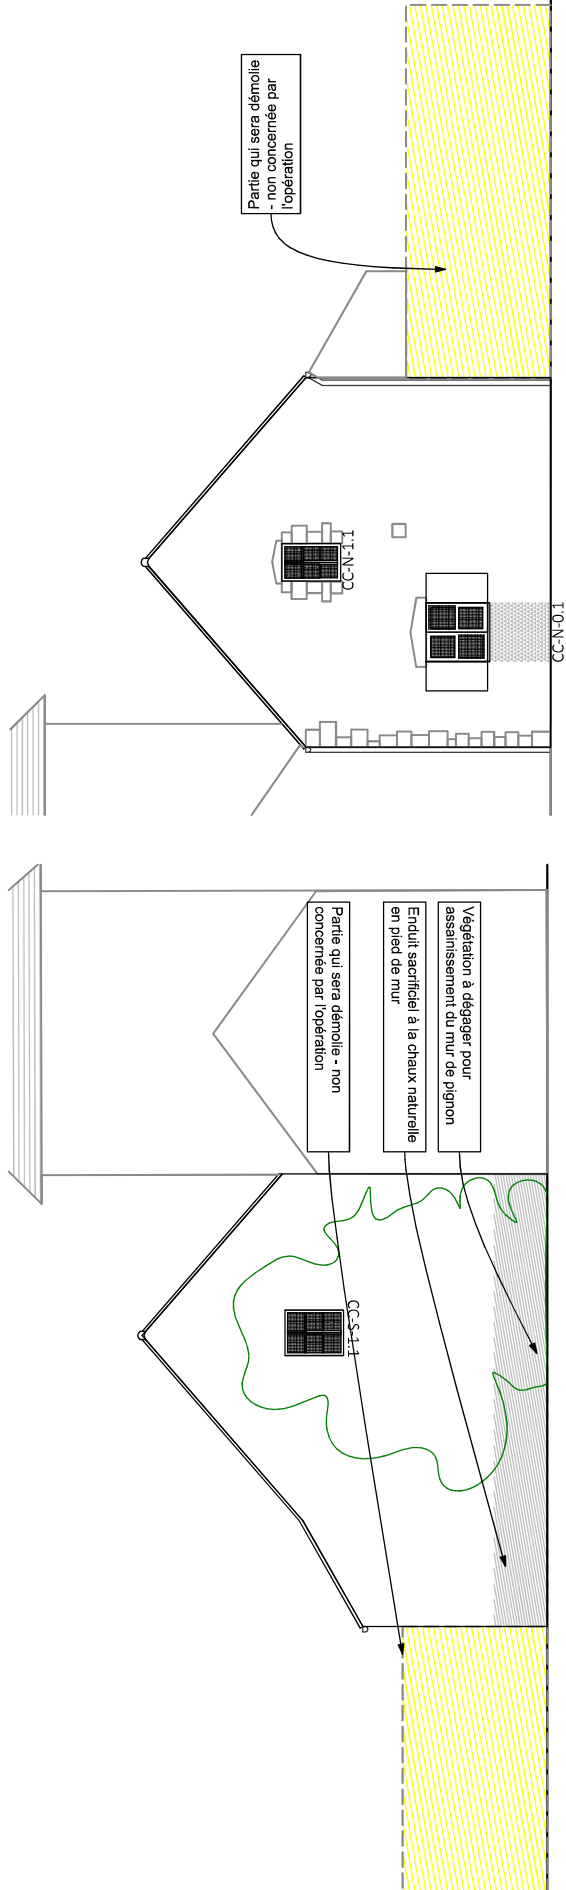 Partie qui sera démolie
- non concernée par
l'opération
CC-N-1.1
CC-N-0.1
Végétation à dégager pour
assainissement du mur de pignon
Enduit sacrificiel à la chaux naturelle
en pied de mur
Partie qui sera démolie - non
concernée par l'opération
CC-S-1.1